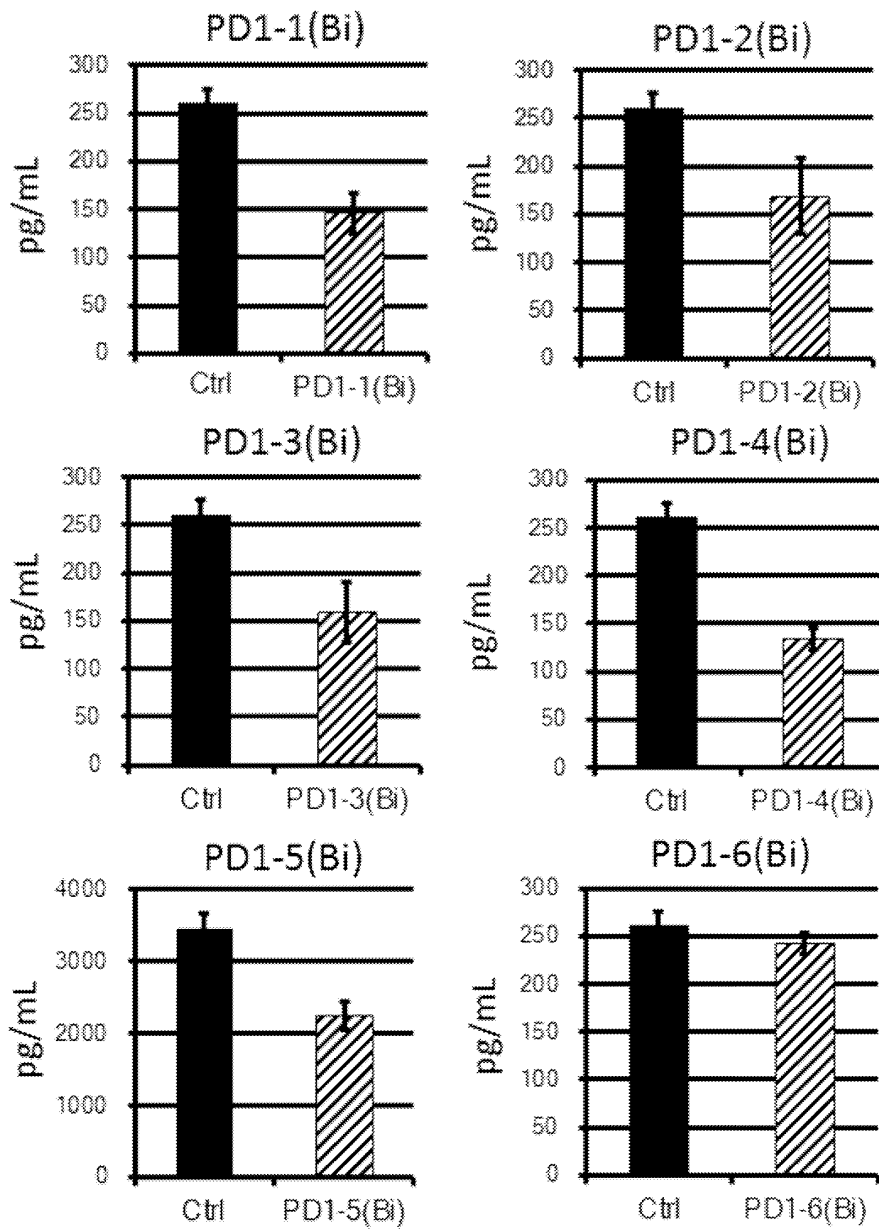 PD1-1(Bi)
300
250
200
150
100
50
0
pg/mL
Ctrl
PD1-1(Bi)
PD1-2(Bi)
300
250
200
150
100
50
0
pg/mL
Ctrl
PD1-2(Bi)
PD1-3(Bi)
300
250
200
150
100
50
0
pg/mL
Ctrl
PD1-3(Bi)
PD1-4(Bi)
300
250
200
150
100
50
0
pg/mL
Ctrl
PD1-4(Bi)
PD1-5(Bi)
4000
3000
2000
1000
0
pg/mL
Ctrl
PD1-5(Bi)
PD1-6(Bi)
300
250
200
150
100
50
0
pg/mL
Ctrl
PD1-6(Bi)